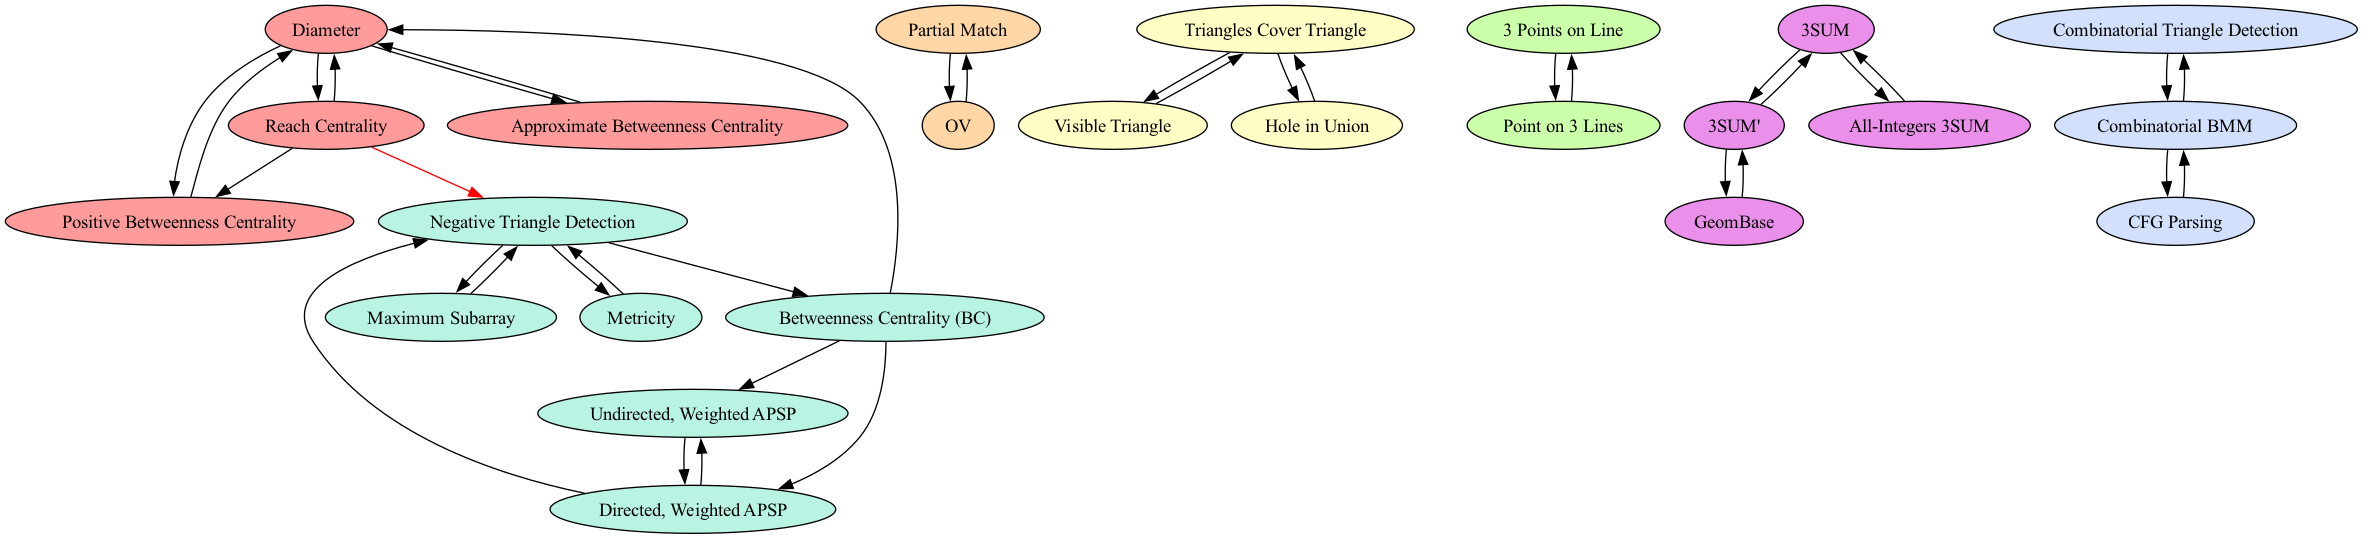 Diameter
Partial Match
Triangles Cover Triangle
3 Points on Line
3SUM
Combinatorial Triangle Detection
Reach Centrality
Approximate Betweenness Centrality
OV
Visible Triangle
Hole in Union
Point on 3 Lines
3SUM'
All-Integers 3SUM
Combinatorial BMM
Positive Betweenness Centrality
Negative Triangle Detection
GeomBase
CFG Parsing
Maximum Subarray
Metricity
Betweenness Centrality (BC)
Undirected, Weighted APSP
Directed, Weighted APSP